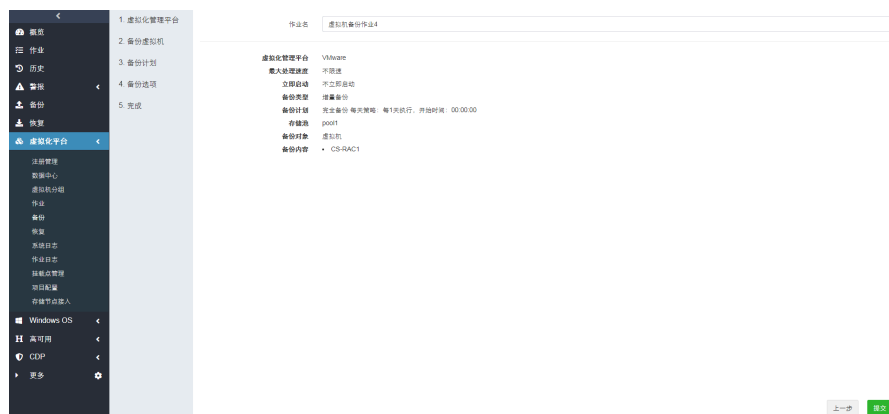 概览
作业
历史
警报
备份
恢复
虚拟化平台
注册管理
数据中心
虚拟机分组
作业
备份
恢复
系统日志
作业日志
挂载点管理
项目配量
存储节点接入
Windows OS
高可用
CDP
更多
1. 虚拟化管理平台
2. 备份虚拟机
3. 备份计划
4. 备份选项
5. 完成
作业名 虚拟机备份作业4
虚拟化管理平台 VMware
最大处理速度 不限速
立即启动 不立即启动
备份类型 增量备份
备份计划 完全备份 每天策略: 每1天执行, 开始时间: 00:00:00
存储池 pool1
备份对象 虚拟机
备份内容 • CS-RAC1
上一步 提交